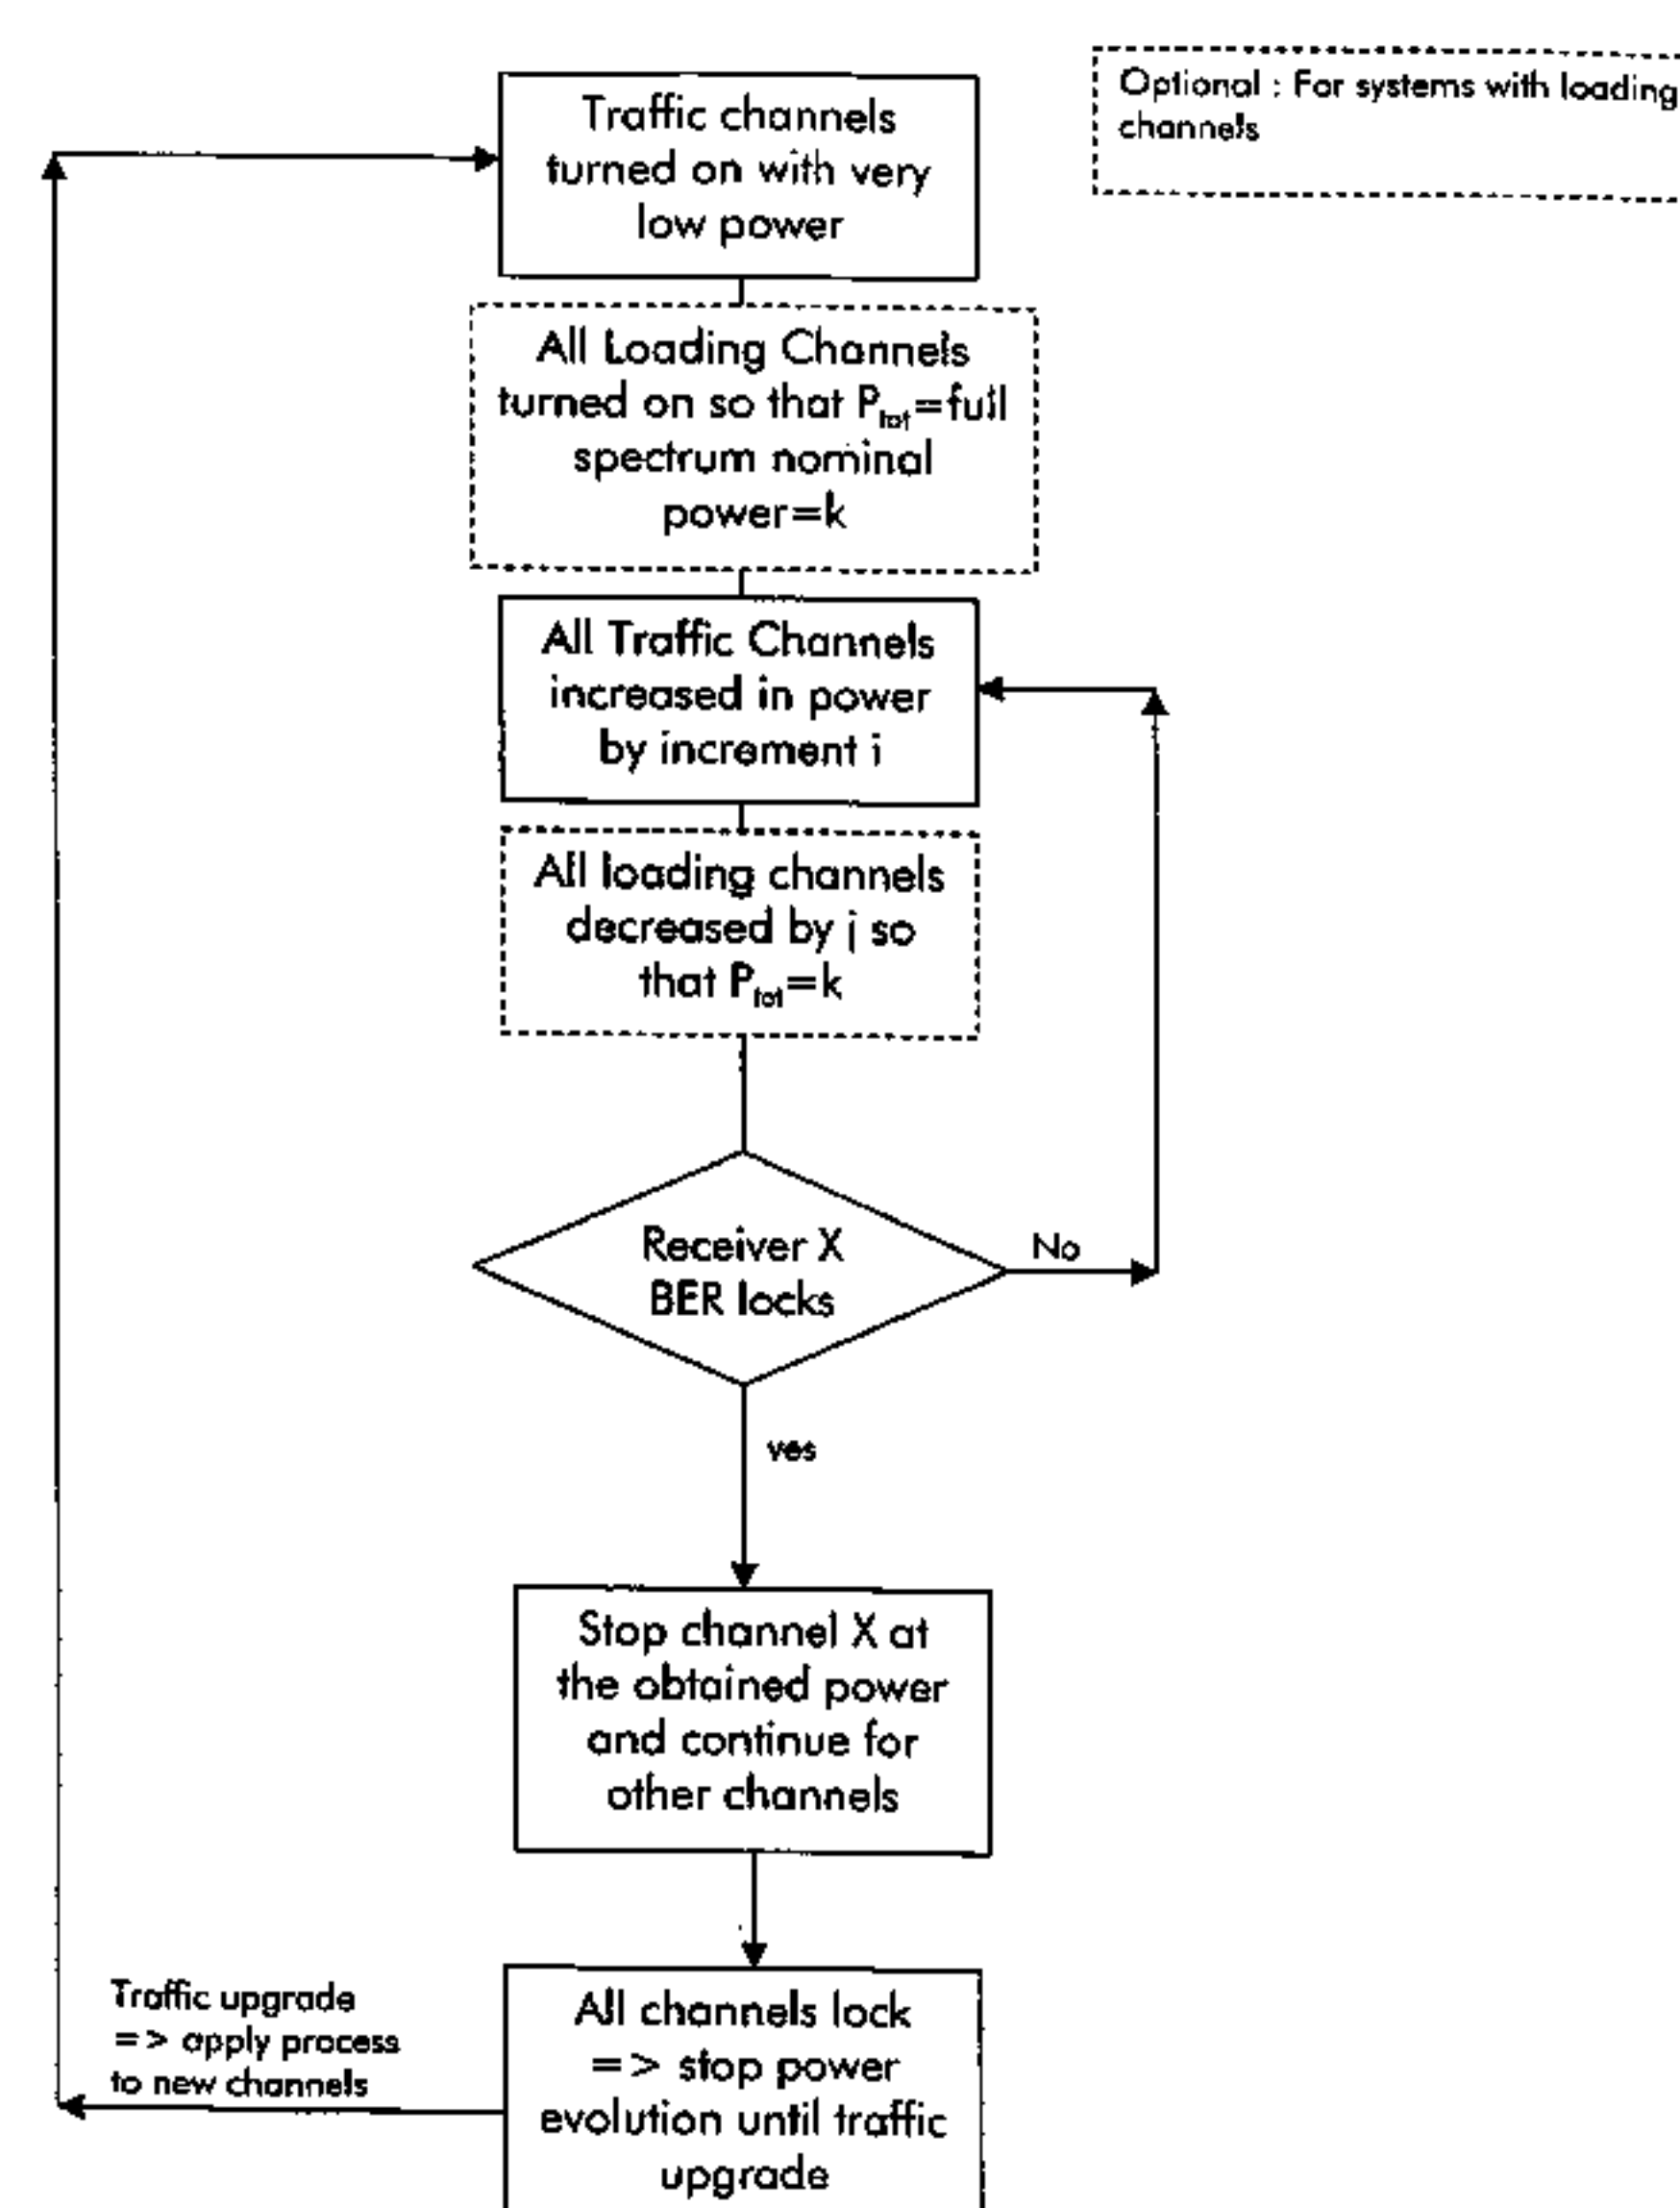 Optional : For systems with loading
channels
Traffic channels
turned on with very
low power
All Loading Channels
turned on so that Ptot=full
spectrum nominal
power=k
All Traffic Channels
increased in power
by increment i
All loading channels
decreased by j so
that Ptot=k
Receiver X
BER locks
No
yes
Stop channel X at
the obtained power
and continue for
other channels
Traffic upgrade
=> apply process
to new channels
All channels lock
=> stop power
evolution until traffic
upgrade